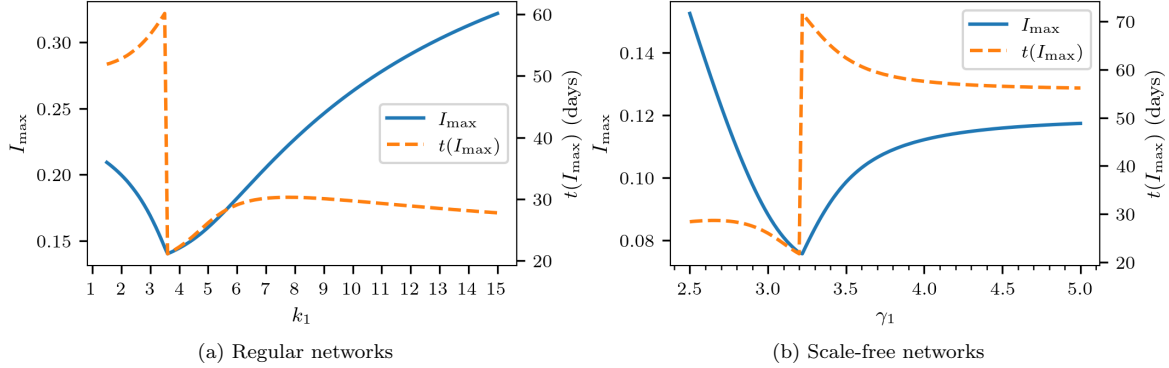 0.30
0.25
0.20
0.15
I_max
60
50
40
30
20
t(I_max) (days)
I_max
t(I_max)
1 2 3 4 5 6 7 8 9 10 11 12 13 14 15
k_1
(a) Regular networks
0.14
0.12
0.10
0.08
I_max
70
60
50
40
30
20
t(I_max) (days)
I_max
t(I_max)
2.5 3.0 3.5 4.0 4.5 5.0
γ_1
(b) Scale-free networks